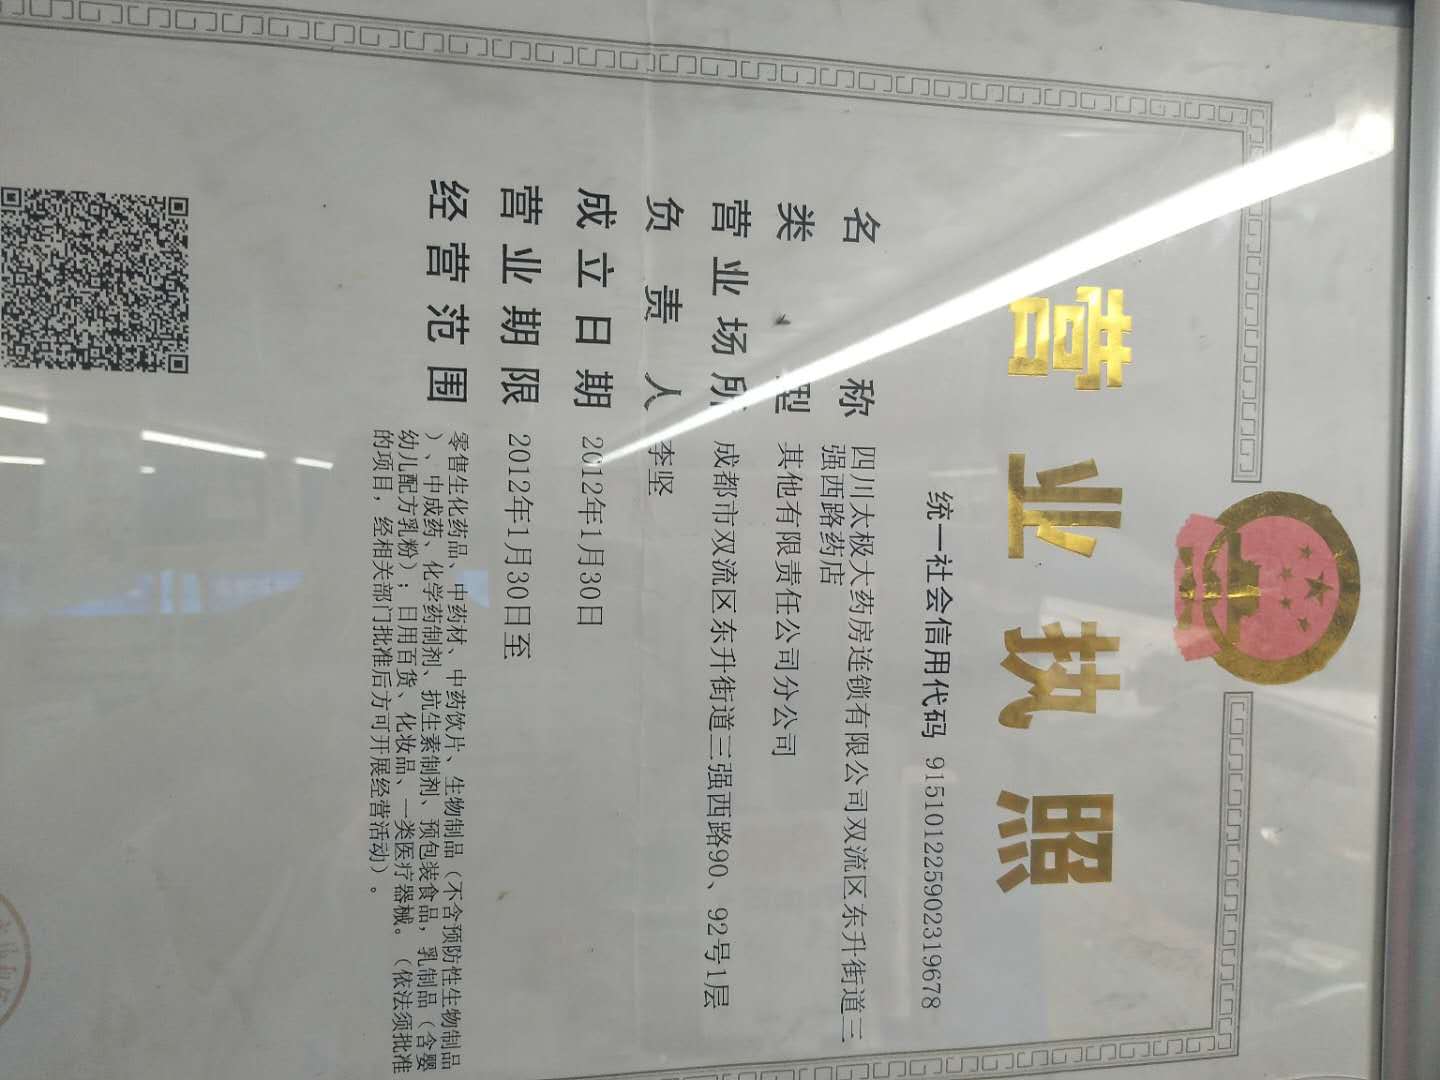 营业执照
统一社会信用代码 915101225902319678
名称 四川太极大药房连锁有限公司双流区东升街道三
强西路药店
类型 其他有限责任公司分公司
营业场所 成都市双流区东升街道三强西路90、92号1层
负责人 李坚
成立日期 2012年1月30日
营业期限 2012年1月30日至
经营范围 零售生化药品、中药材、中药饮片、生物制品(不含预防性生物制品
)、中成药、化学药制剂、抗生素制剂、预包装食品,乳制品(含婴
幼儿配方乳粉);日用百货、化妆品、一类医疗器械。(依法须批准
的项目,经相关部门批准后方可开展经营活动)。